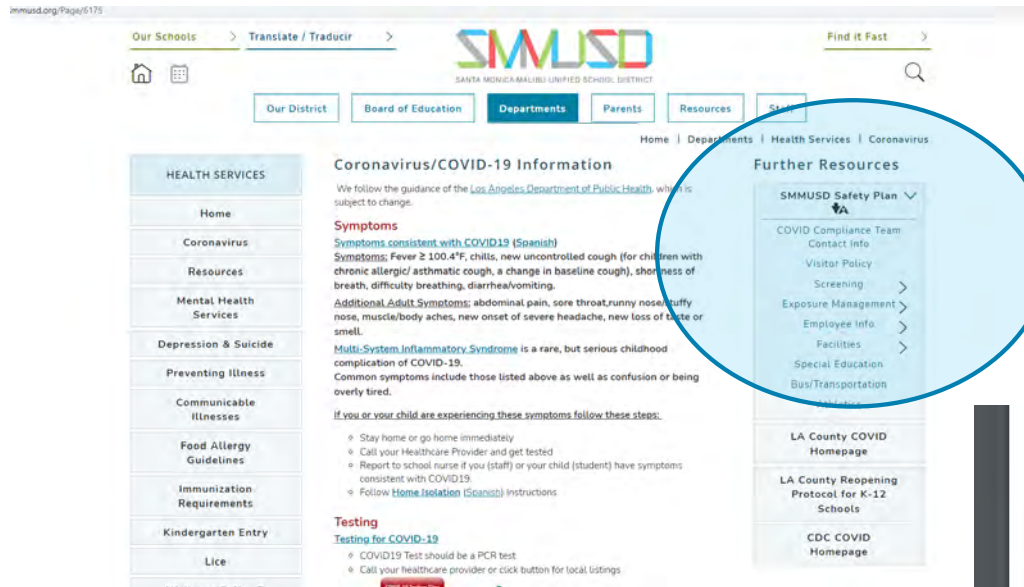 immusd.org/Page/6175
Our Schools > Translate / Traducir >
SMMUSD
SANTA MONICA-MALIBU UNIFIED SCHOOL DISTRICT
Find it Fast >
Our District
Board of Education
Departments
Parents
Resources
Staff
Home | Departments | Health Services | Coronavirus
HEALTH SERVICES
Home
Coronavirus
Resources
Mental Health
Services
Depression & Suicide
Preventing Illness
Communicable
Illnesses
Food Allergy
Guidelines
Immunization
Requirements
Kindergarten Entry
Lice
Coronavirus/COVID-19 Information
We follow the guidance of the Los Angeles Department of Public Health, which is
subject to change.
Symptoms
Symptoms consistent with COVID19 (Spanish)
Symptoms: Fever ≥ 100.4°F, chills, new uncontrolled cough (for children with
chronic allergic/ asthmatic cough, a change in baseline cough), shortness of
breath, difficulty breathing, diarrhea/vomiting.
Additional Adult Symptoms: abdominal pain, sore throat,runny nose/stuffy
nose, muscle/body aches, new onset of severe headache, new loss of taste or
smell.
Multi-System Inflammatory Syndrome is a rare, but serious childhood
complication of COVID-19.
Common symptoms include those listed above as well as confusion or being
overly tired.
If you or your child are experiencing these symptoms follow these steps:
Stay home or go home immediately
Call your Healthcare Provider and get tested
Report to school nurse if you (staff) or your child (student) have symptoms
consistent with COVID19.
Follow Home Isolation (Spanish) Instructions
Testing
Testing for COVID-19
COVID19 Test should be a PCR test
Call your healthcare provider or click button for local listings
Further Resources
SMMUSD Safety Plan
A
COVID Compliance Team
Contact Info
Visitor Policy
Screening
Exposure Management
Employee Info
Facilities
Special Education
Bus/Transportation
Athletics
LA County COVID
Homepage
LA County Reopening
Protocol for K-12
Schools
CDC COVID
Homepage